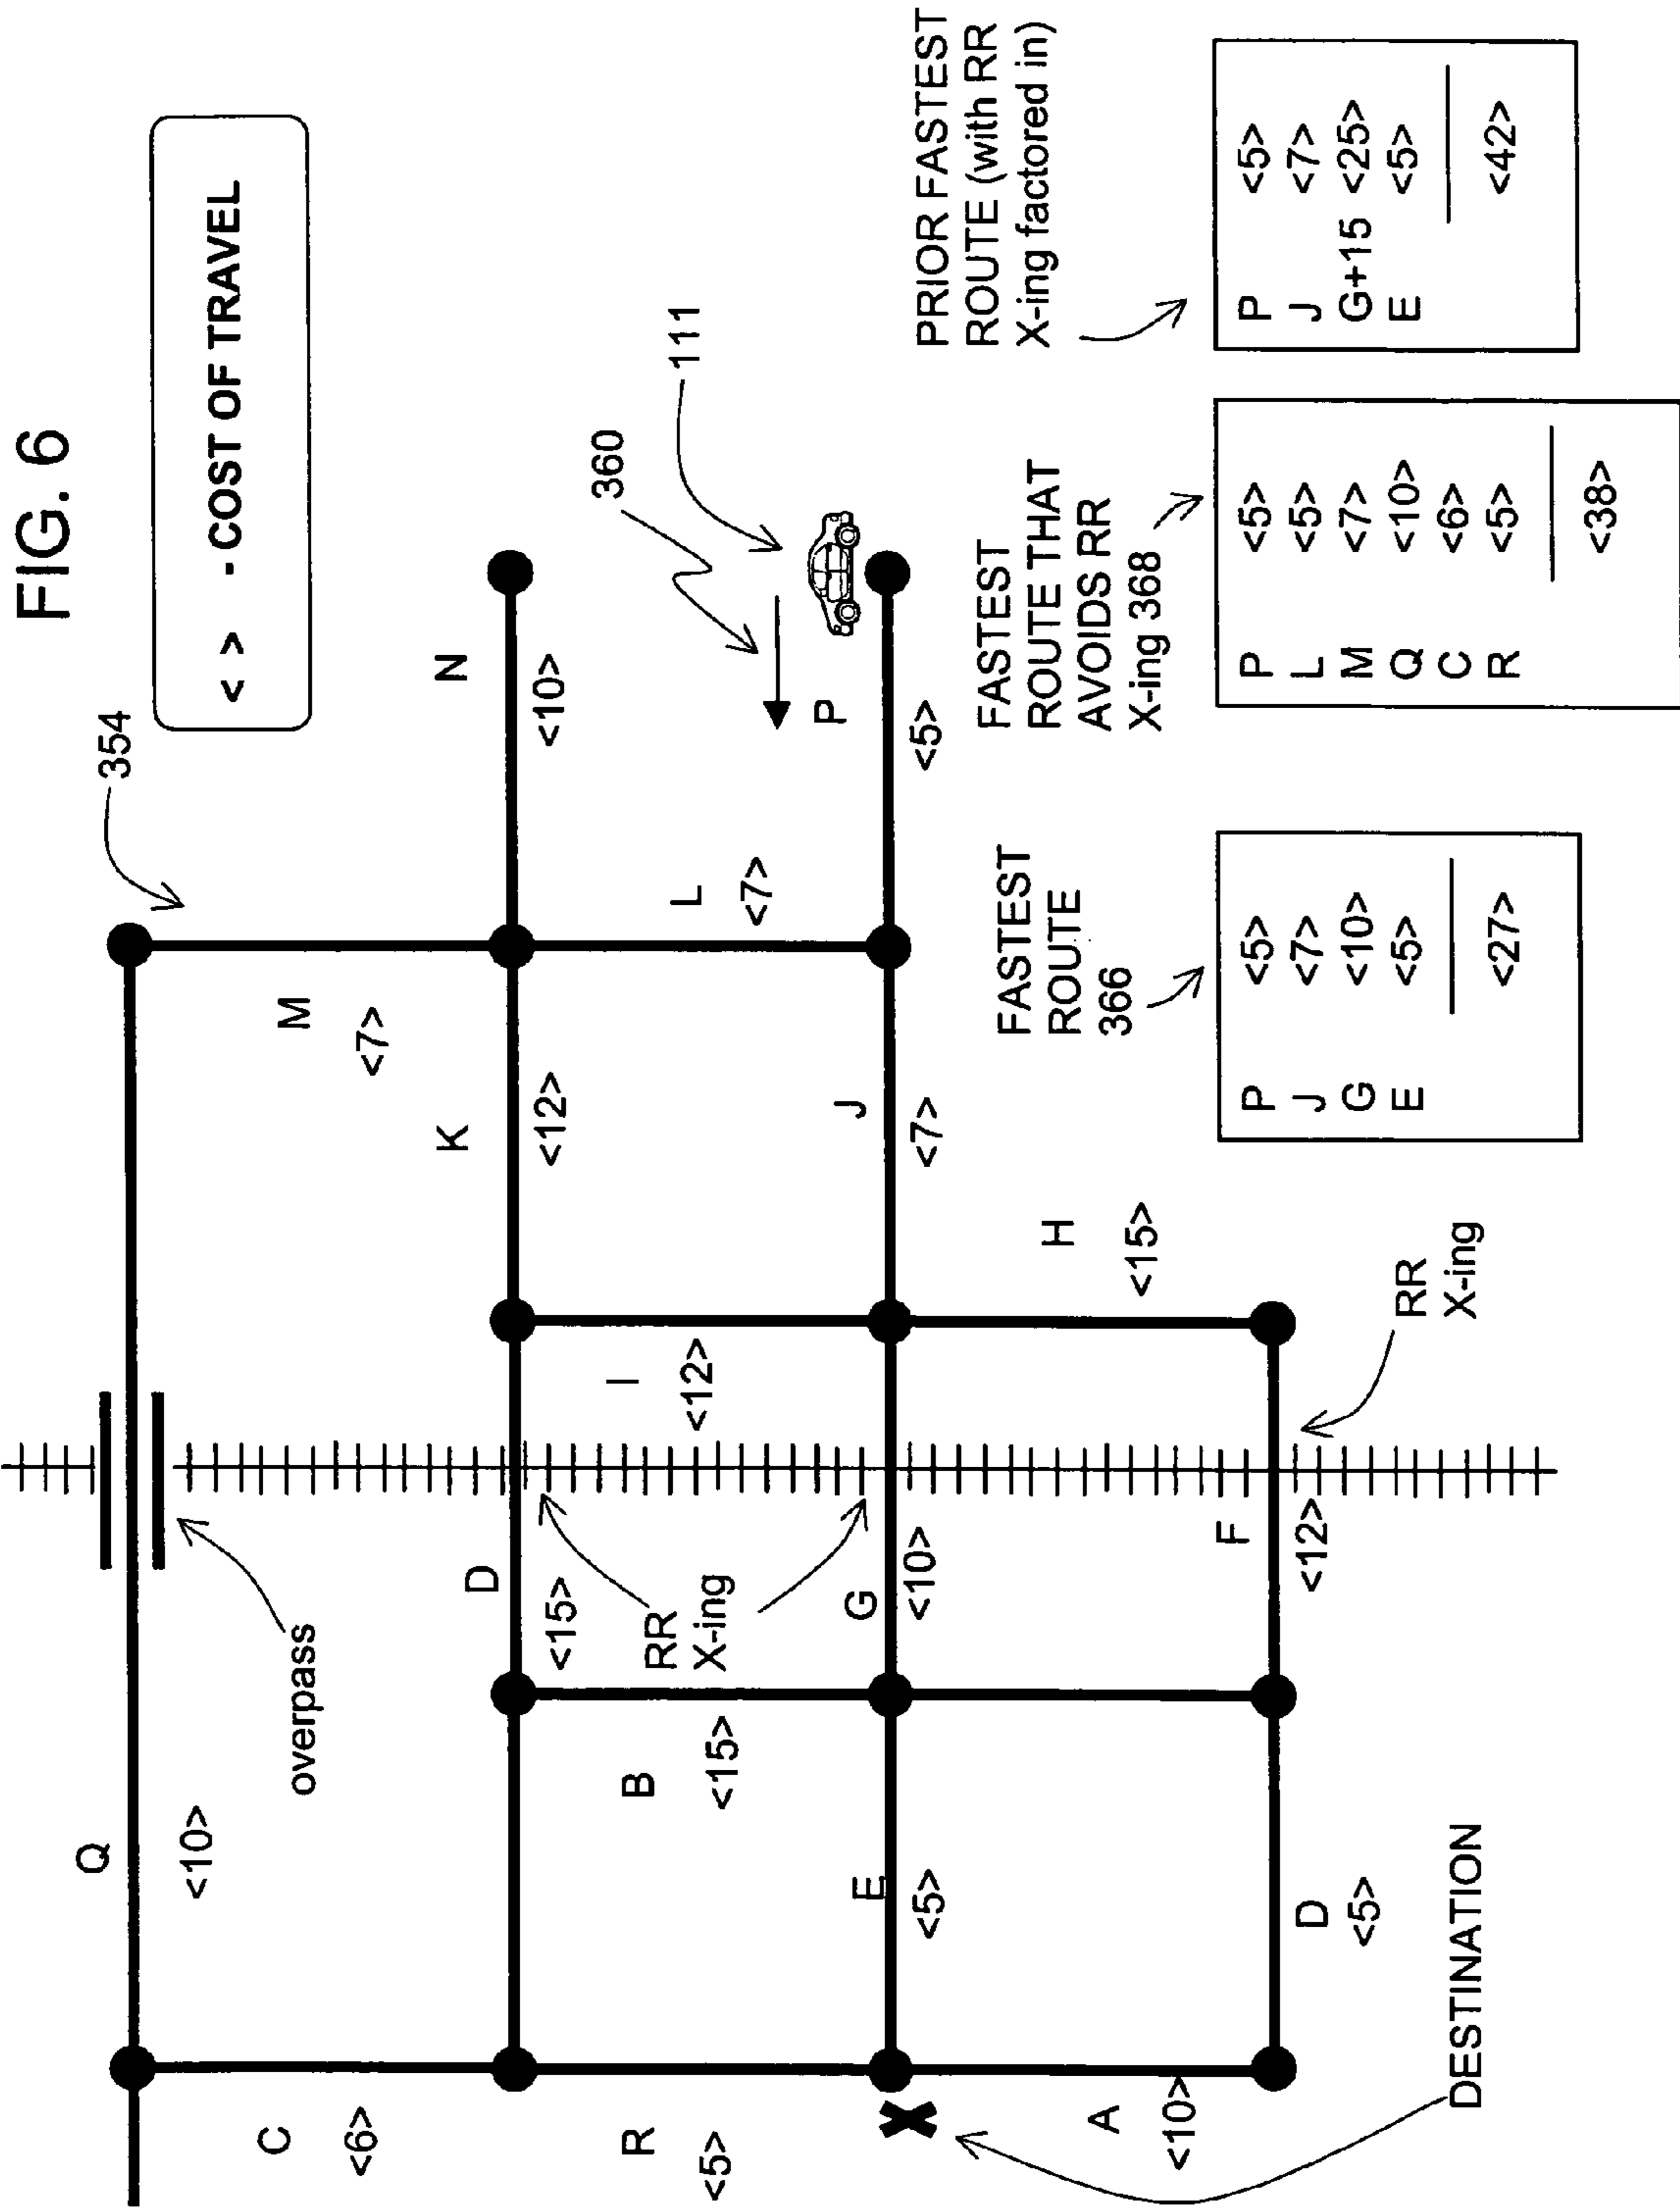 FIG. 6
< > - COST OF TRAVEL
354
Q
<10>
overpass
M
<7>
C
<6>
N
<10>
K
<12>
D
<15>
360
111
L
<7>
I
<12>
RR
X-ing
B
<15>
R
<5>
P
<5>
J
<7>
G
<10>
E
<5>
H
<15>
A
<10>
F
<12>
RR
X-ing
D
<5>
DESTINATION
FASTEST
ROUTE
366
P <5>
J <7>
G <10>
E <5>
<27>
FASTEST
ROUTE THAT
AVOIDS RR
X-ing 368
P <5>
L <5>
M <7>
Q <10>
C <6>
R <5>
<38>
PRIOR FASTEST
ROUTE (with RR
X-ing factored in)
P <5>
J <7>
G+15 <25>
E <5>
<42>